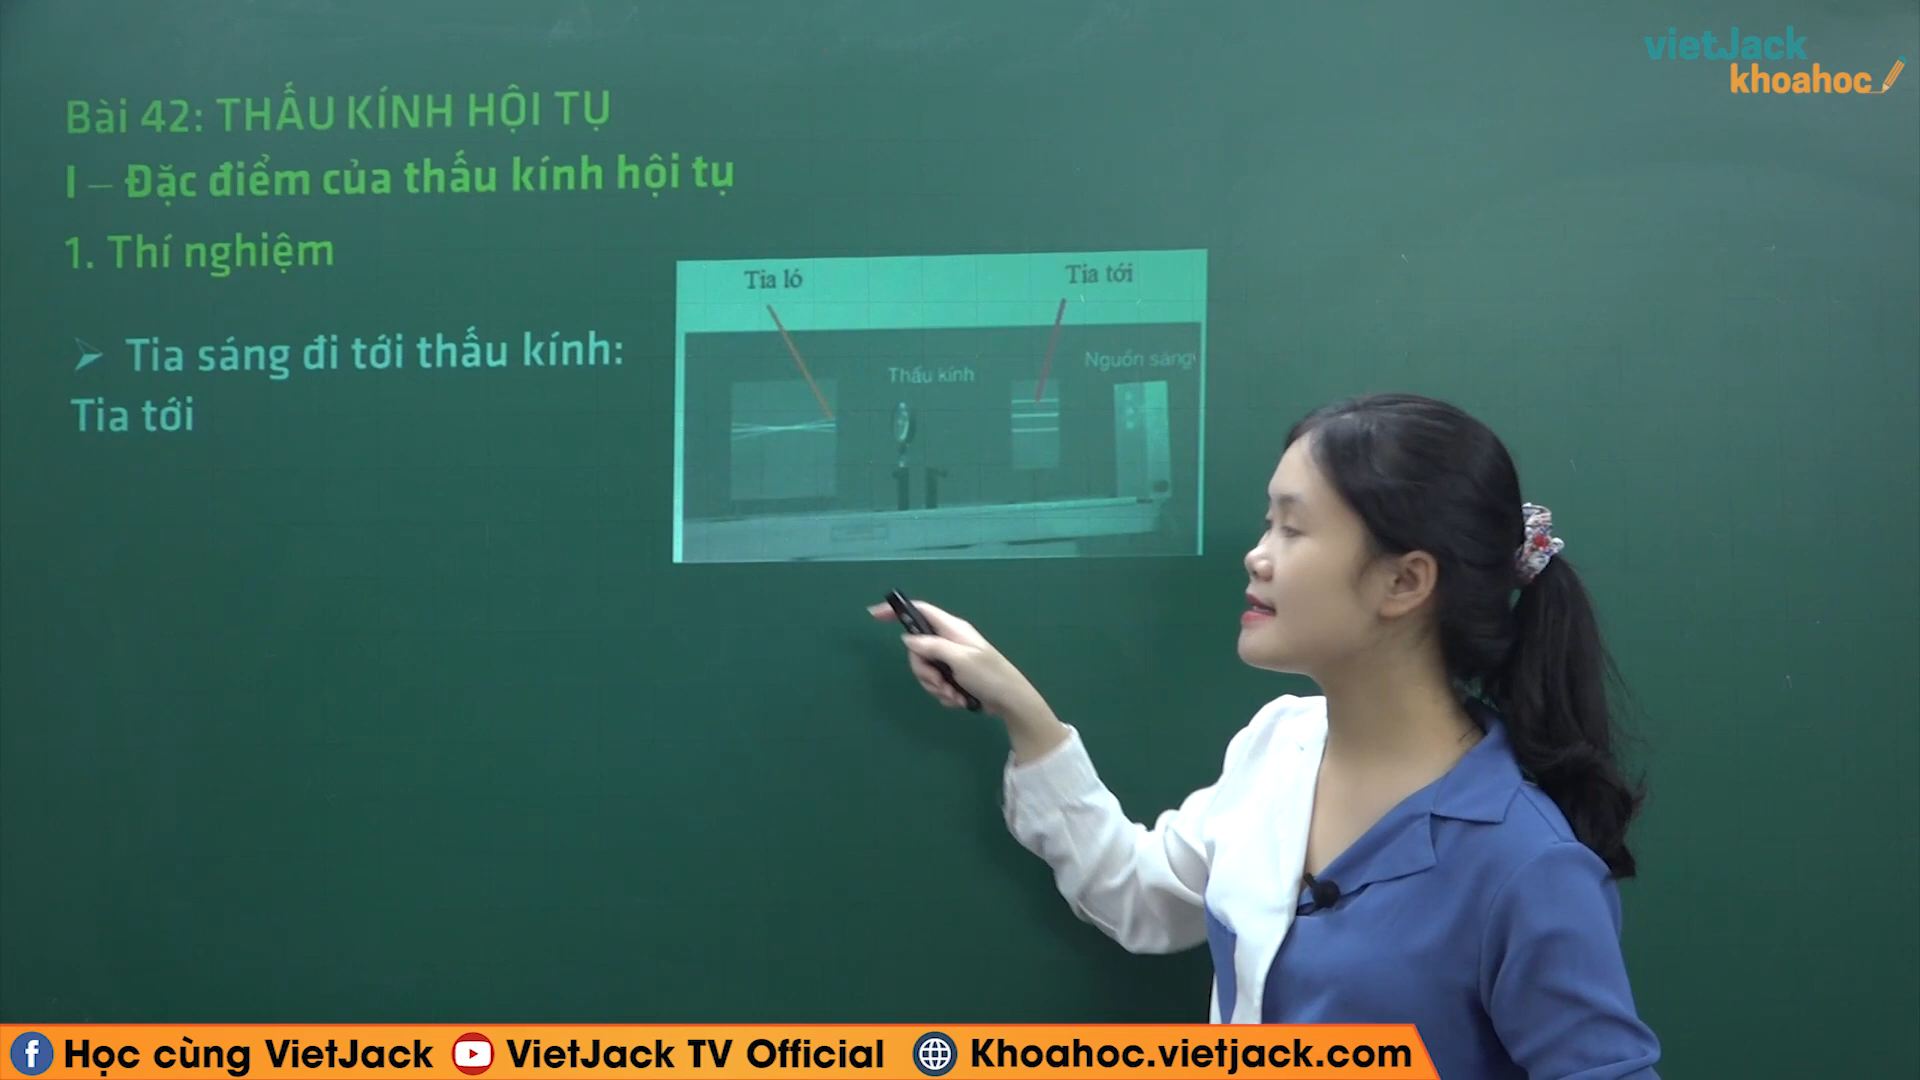 vietJack
khoahoc
Bài 42: THẤU KÍNH HỘI TỤ
I – Đặc điểm của thấu kính hội tụ
1. Thí nghiệm
➢ Tia sáng đi tới thấu kính:
Tia tới
Tia ló
Tia tới
Thấu kính
Nguồn sáng
Học cùng VietJack
VietJack TV Official
Khoahoc.vietjack.com